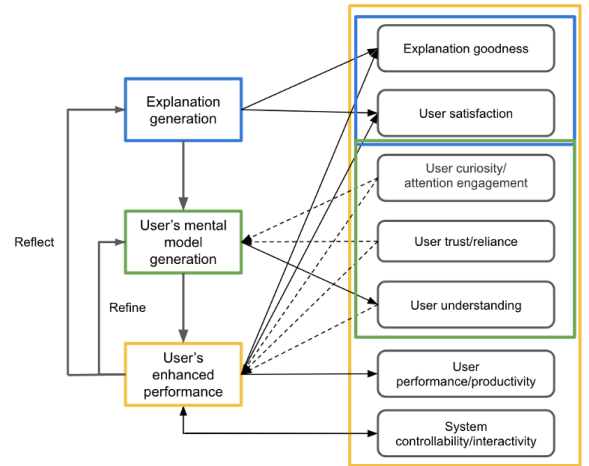 Explanation
generation
Reflect
User's mental
model
generation
Refine
User's
enhanced
performance
Explanation goodness
User satisfaction
User curiosity/
attention engagement
User trust/reliance
User understanding
User
performance/productivity
System
controllability/interactivity